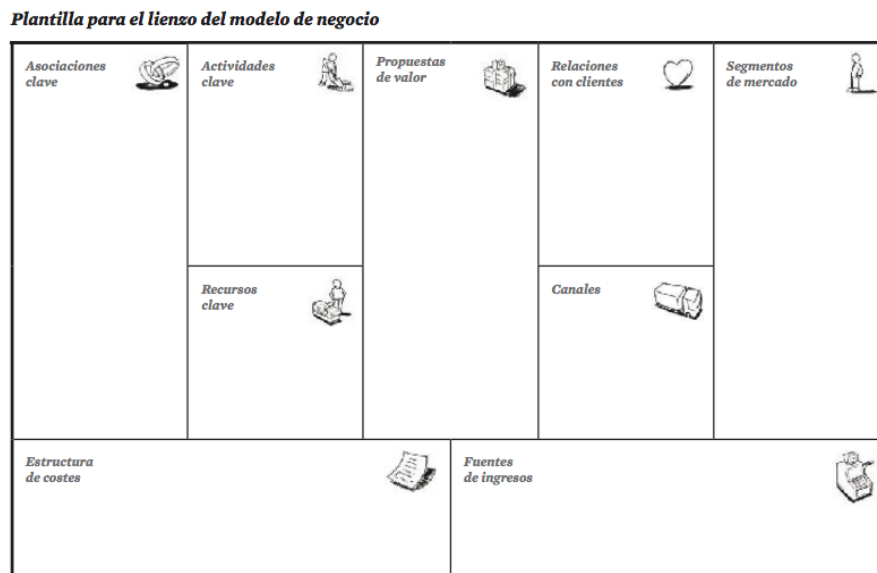 Plantilla para el lienzo del modelo de negocio
Asociaciones
clave
Actividades
clave
Propuestas
de valor
Relaciones
con clientes
Segmentos
de mercado
Recursos
clave
Canales
Estructura
de costes
Fuentes
de ingresos